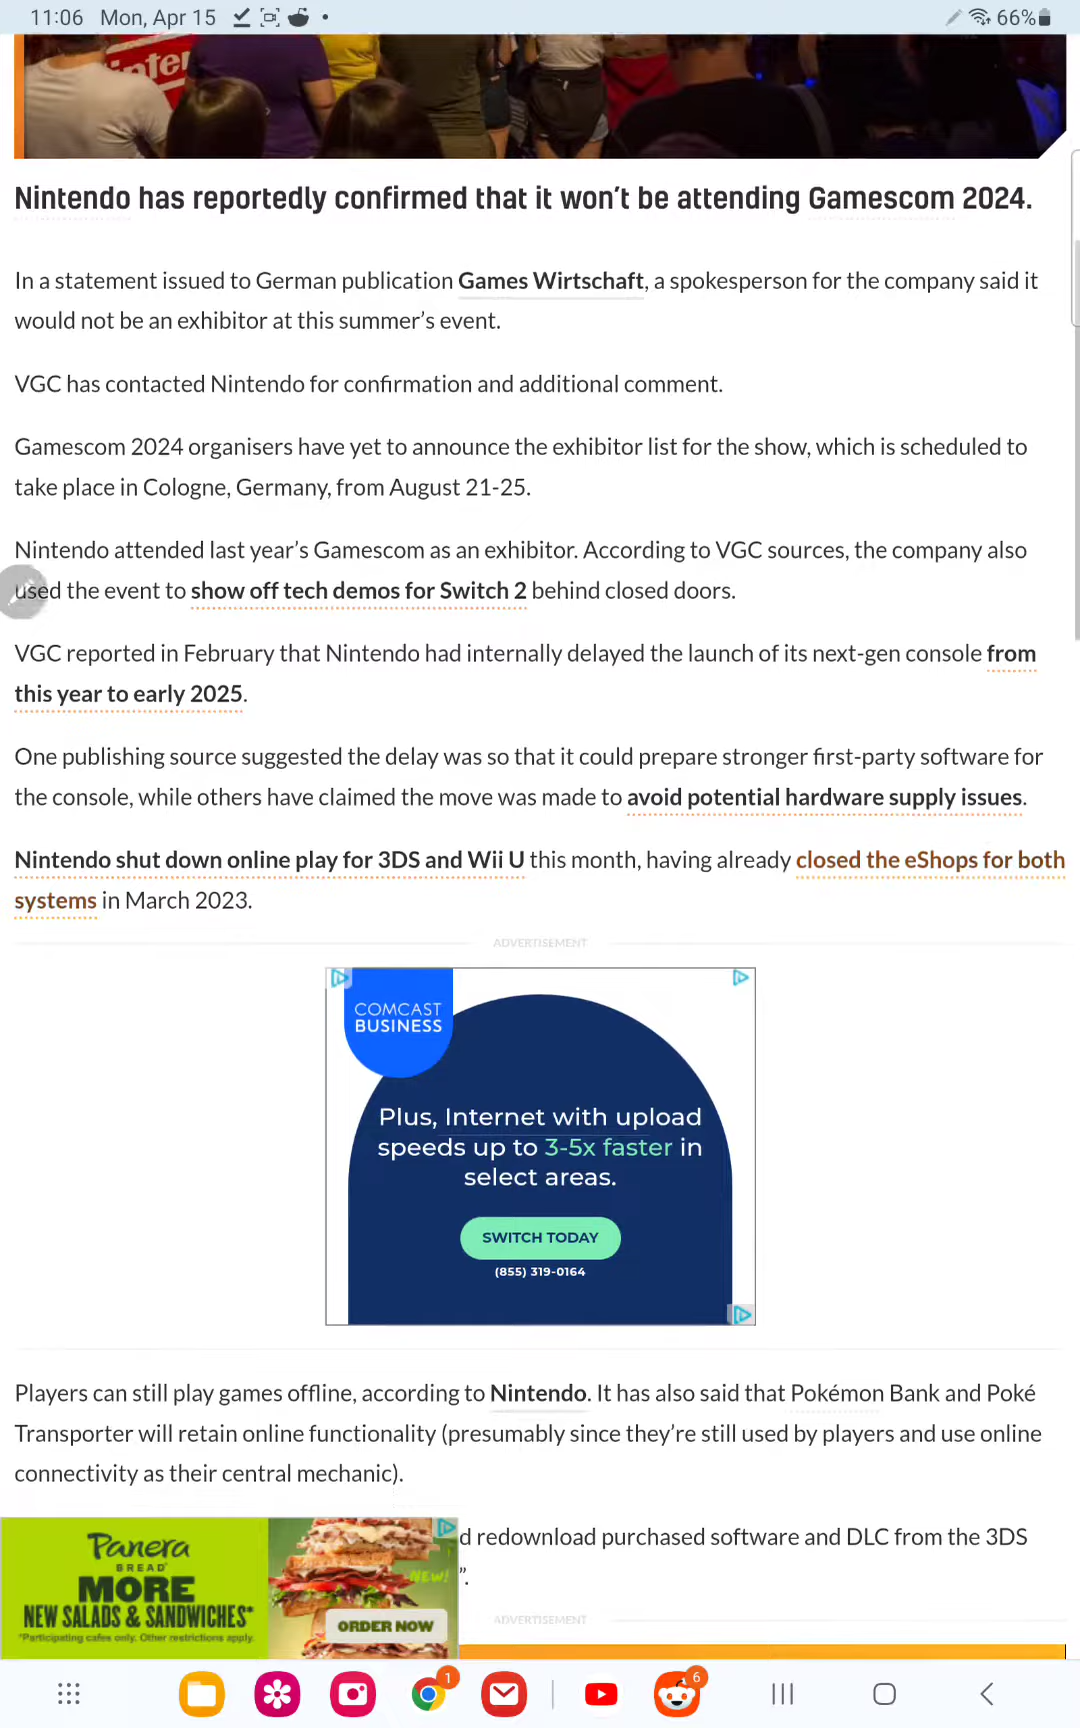 11:06 Mon, Apr 15
66%
Nintendo has reportedly confirmed that it won't be attending Gamescom 2024.
In a statement issued to German publication Games Wirtschaft, a spokesperson for the company said it
would not be an exhibitor at this summer's event.
VGC has contacted Nintendo for confirmation and additional comment.
Gamescom 2024 organisers have yet to announce the exhibitor list for the show, which is scheduled to
take place in Cologne, Germany, from August 21-25.
Nintendo attended last year's Gamescom as an exhibitor. According to VGC sources, the company also
used the event to show off tech demos for Switch 2 behind closed doors.
VGC reported in February that Nintendo had internally delayed the launch of its next-gen console from
this year to early 2025.
One publishing source suggested the delay was so that it could prepare stronger first-party software for
the console, while others have claimed the move was made to avoid potential hardware supply issues.
Nintendo shut down online play for 3DS and Wii U this month, having already closed the eShops for both
systems in March 2023.
ADVERTISEMENT
COMCAST
BUSINESS
Plus, Internet with upload
speeds up to 3-5x faster in
select areas.
SWITCH TODAY
(855) 319-0164
Players can still play games offline, according to Nintendo. It has also said that Pokémon Bank and Poké
Transporter will retain online functionality (presumably since they're still used by players and use online
connectivity as their central mechanic).
d redownload purchased software and DLC from the 3DS
”.
Panera
BREAD
MORE
NEW SALADS & SANDWICHES*
*Participating cafes only. Other restrictions apply.
NEW!
ORDER NOW
ADVERTISEMENT
1
6